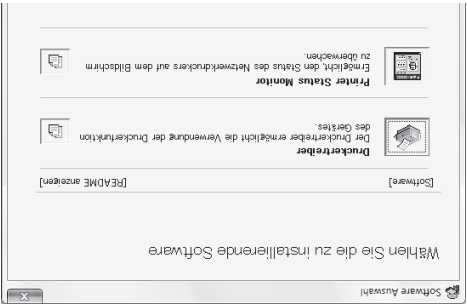 Software Auswahl
Wählen Sie die zu installierende Software
[Software] [README anzeigen]
Druckertreiber
Der Druckertreiber ermöglicht die Verwendung der Druckerfunktion
des Gerätes.
Printer Status Monitor
Ermöglicht, den Status des Netzwerkdruckers auf dem Bildschirm
zu überwachen.